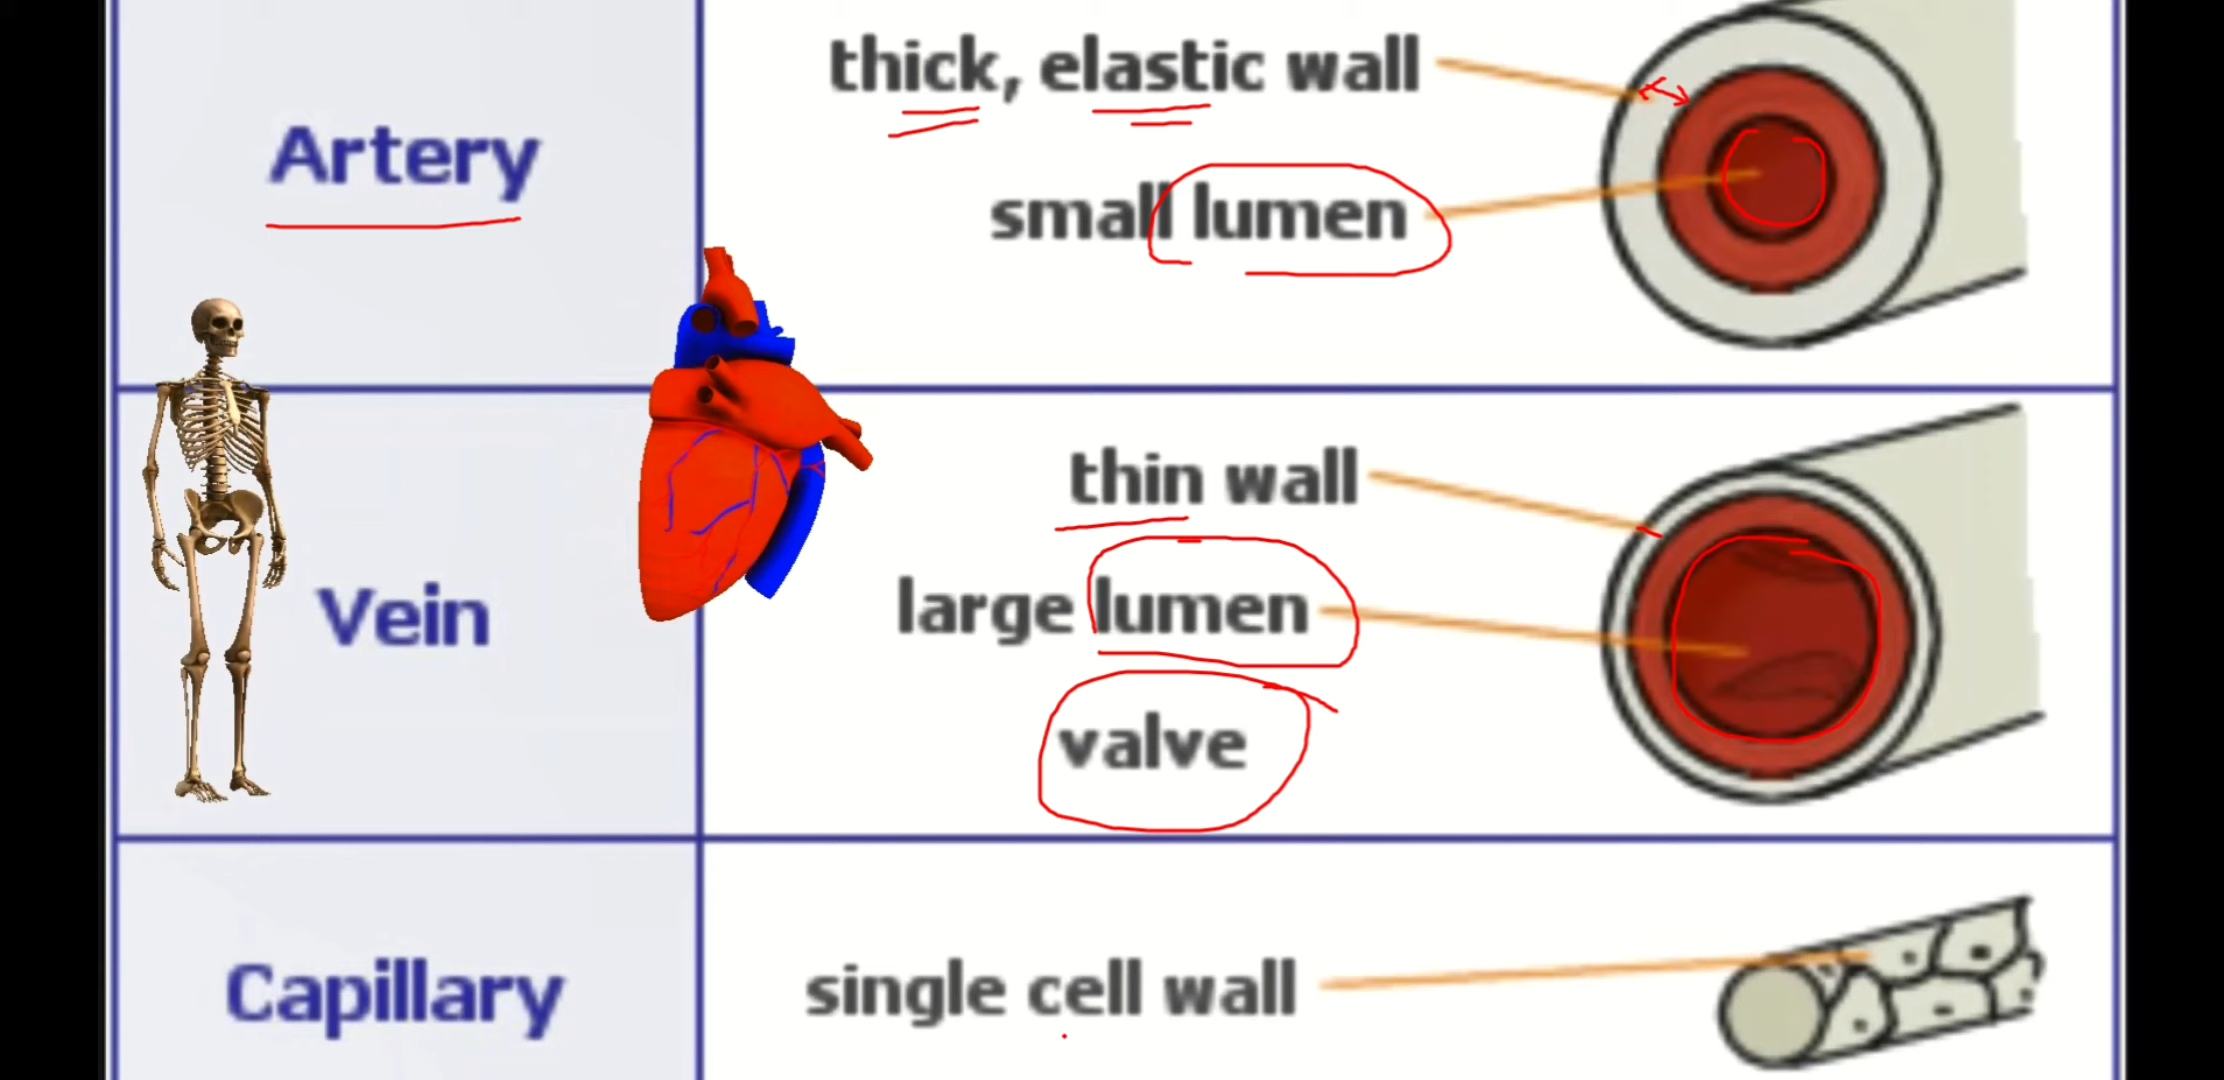 Artery
thick, elastic wall
small lumen
Vein
thin wall
large lumen
valve
Capillary
single cell wall